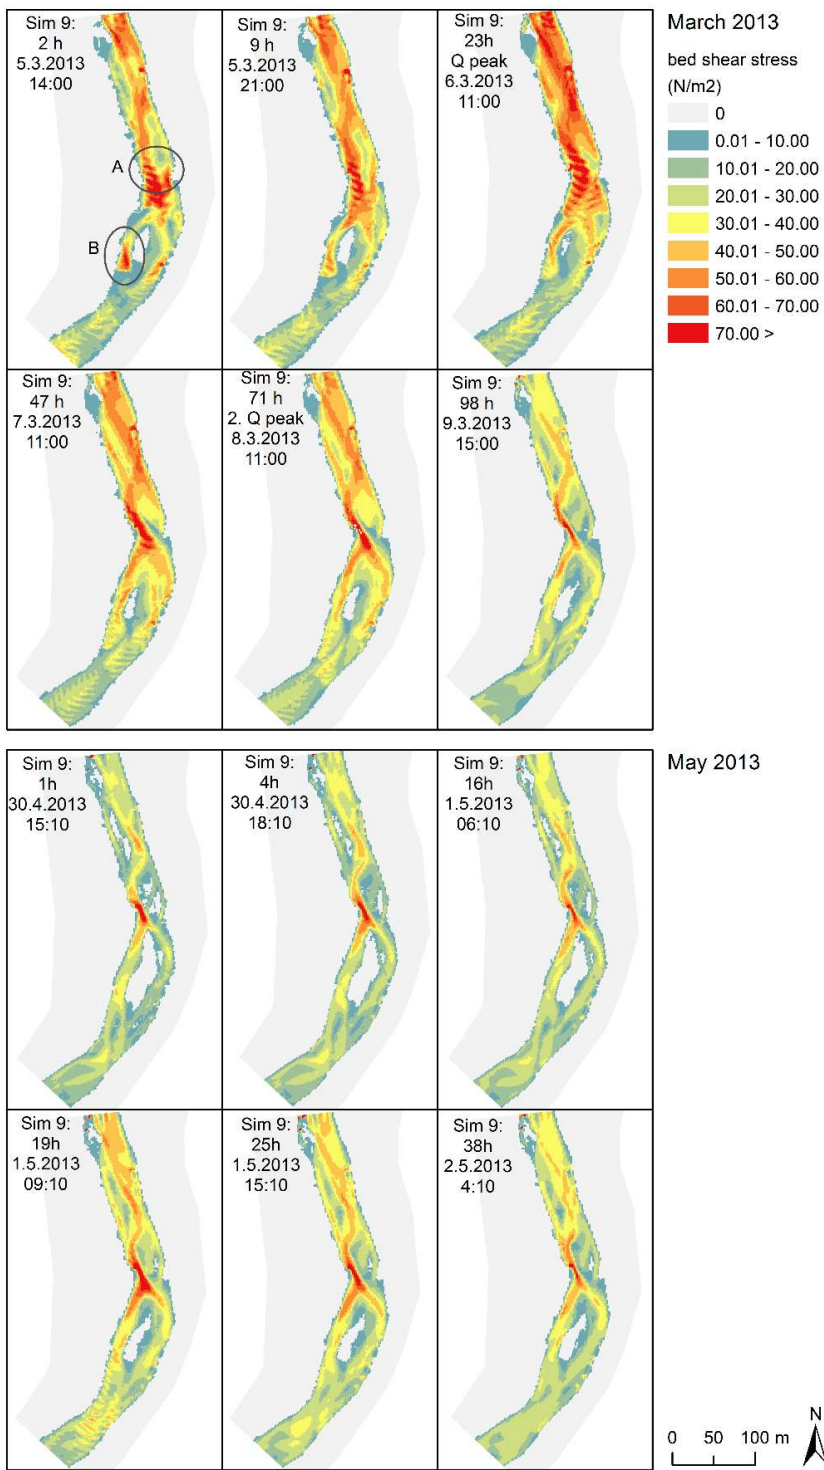 Sim 9:
2 h
5.3.2013
14:00
A
B
Sim 9:
9 h
5.3.2013
21:00
Sim 9:
23h
Q peak
6.3.2013
11:00
March 2013
bed shear stress
(N/m2)
0
0.01 - 10.00
10.01 - 20.00
20.01 - 30.00
30.01 - 40.00
40.01 - 50.00
50.01 - 60.00
60.01 - 70.00
70.00 >
Sim 9:
47 h
7.3.2013
11:00
Sim 9:
71 h
2. Q peak
8.3.2013
11:00
Sim 9:
98 h
9.3.2013
15:00
May 2013
Sim 9:
1h
30.4.2013
15:10
Sim 9:
4h
30.4.2013
18:10
Sim 9:
16h
1.5.2013
06:10
Sim 9:
19h
1.5.2013
09:10
Sim 9:
25h
1.5.2013
15:10
Sim 9:
38h
2.5.2013
4:10
N
0 50 100 m